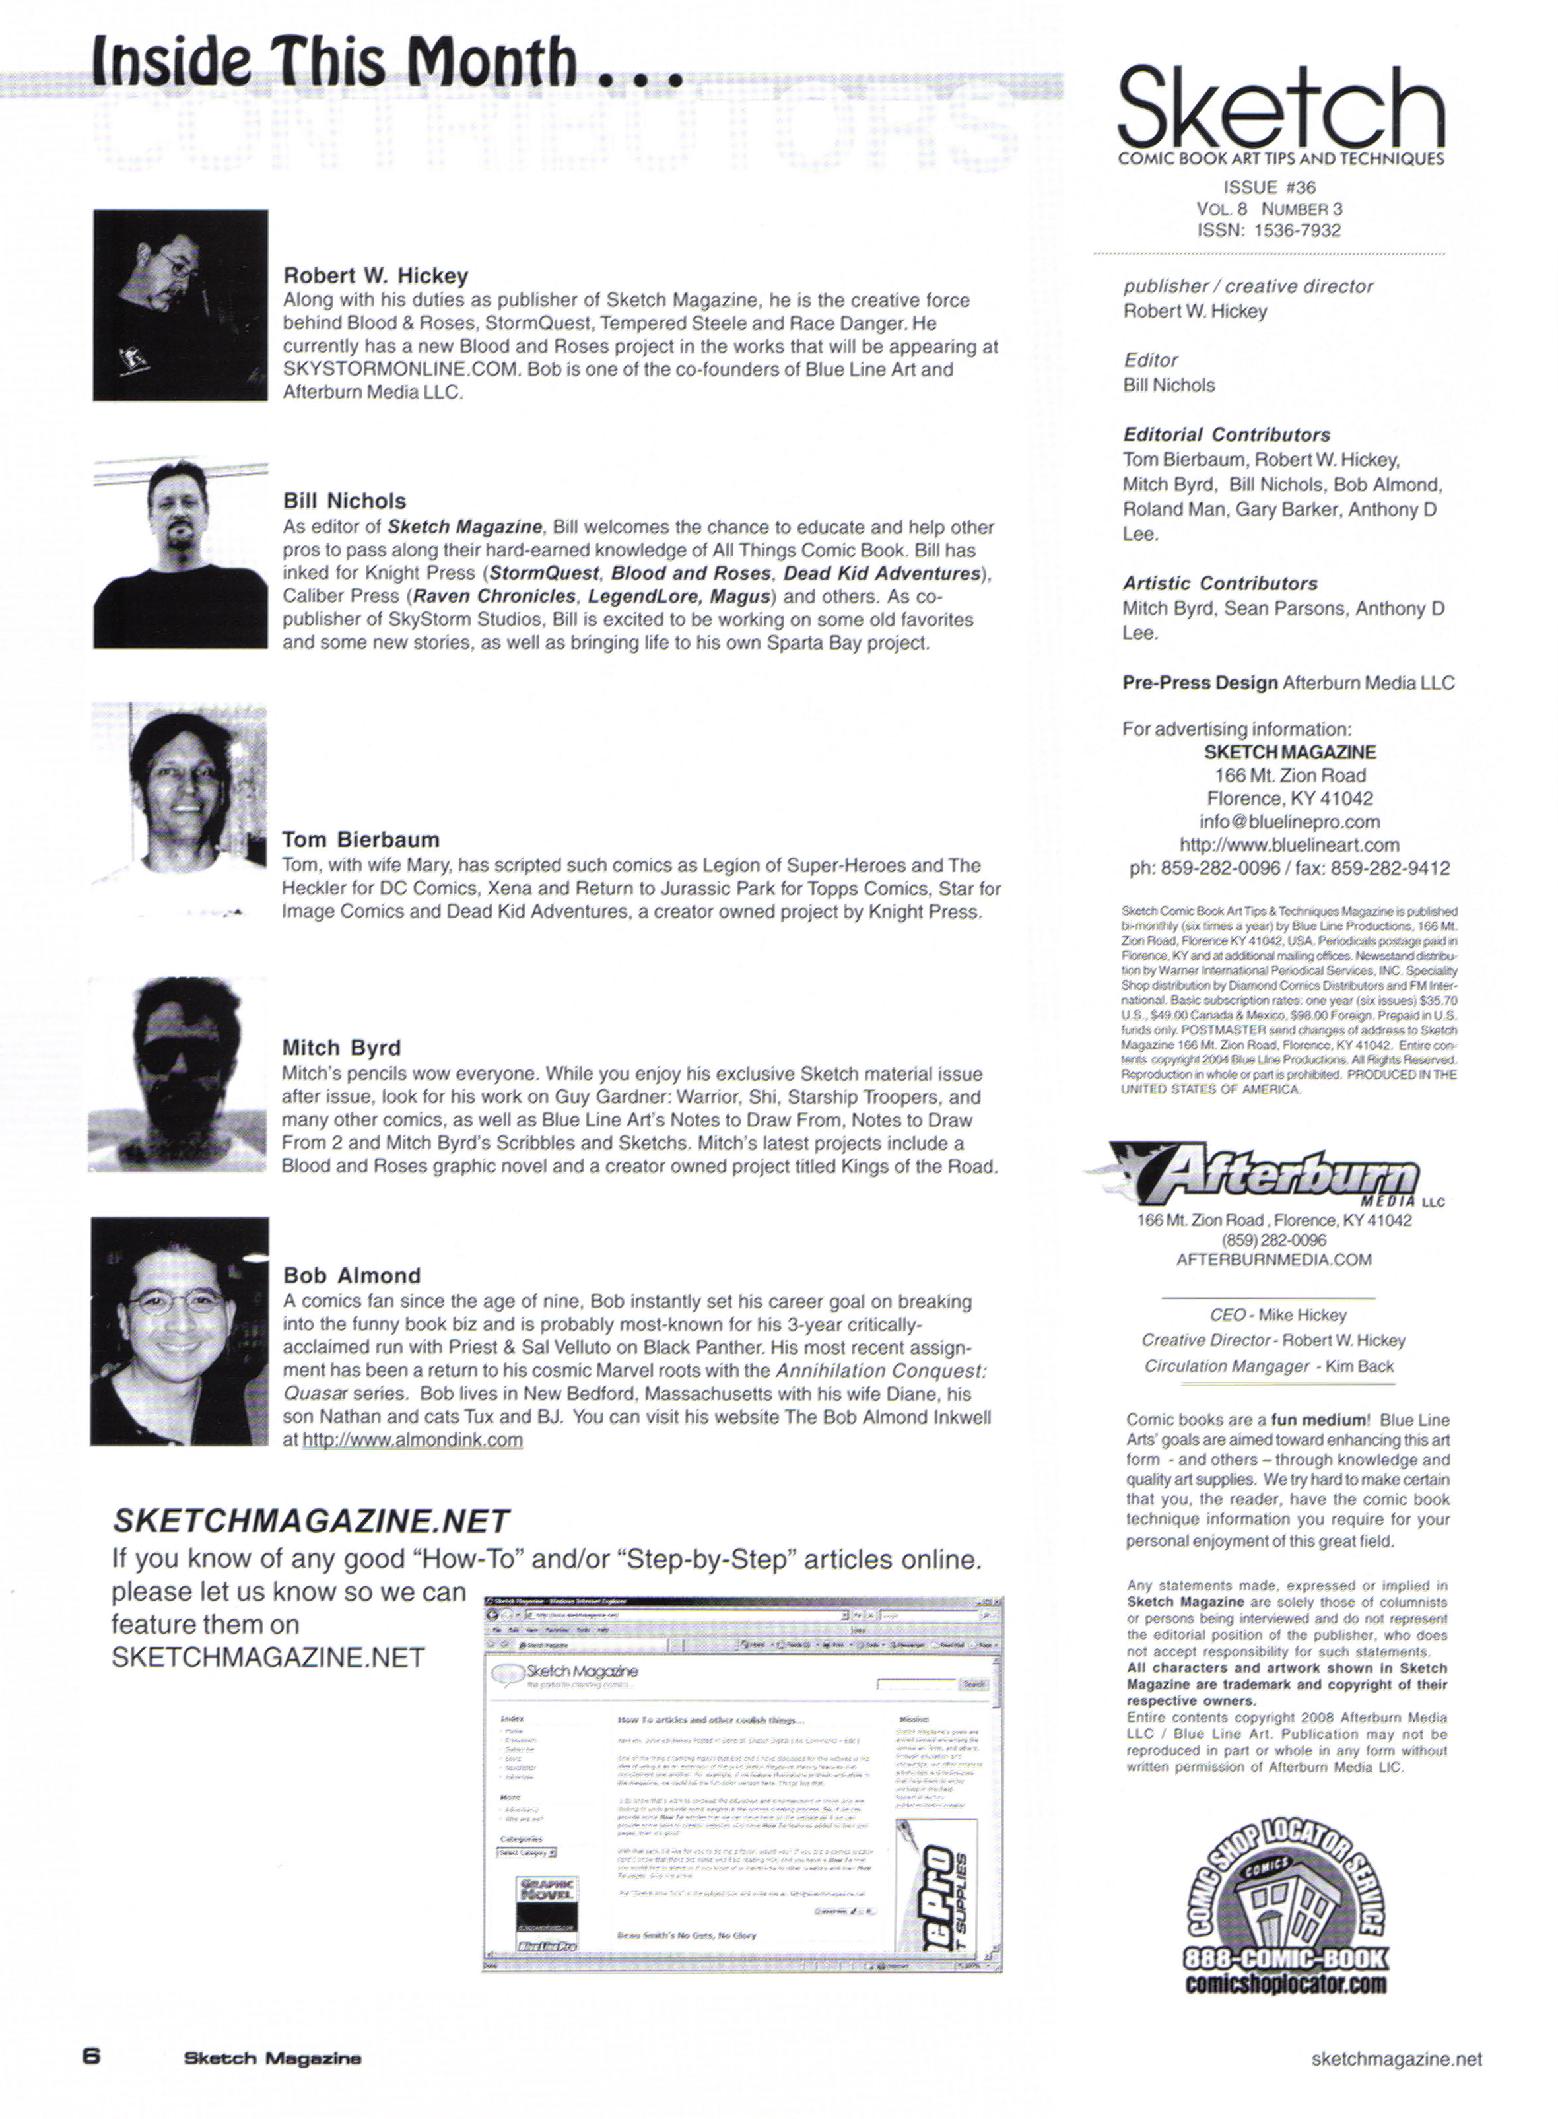 Inside This Month . . .
CONTRIBUTORS
Robert W. Hickey
Along with his duties as publisher of Sketch Magazine, he is the creative force
behind Blood & Roses, StormQuest, Tempered Steele and Race Danger. He
currently has a new Blood and Roses project in the works that will be appearing at
SKYSTORMONLINE.COM. Bob is one of the co-founders of Blue Line Art and
Afterburn Media LLC.
Bill Nichols
As editor of Sketch Magazine, Bill welcomes the chance to educate and help other
pros to pass along their hard-earned knowledge of All Things Comic Book. Bill has
inked for Knight Press (StormQuest, Blood and Roses, Dead Kid Adventures),
Caliber Press (Raven Chronicles, LegendLore, Magus) and others. As co-
publisher of SkyStorm Studios, Bill is excited to be working on some old favorites
and some new stories, as well as bringing life to his own Sparta Bay project.
Tom Bierbaum
Tom, with wife Mary, has scripted such comics as Legion of Super-Heroes and The
Heckler for DC Comics, Xena and Return to Jurassic Park for Topps Comics, Star for
Image Comics and Dead Kid Adventures, a creator owned project by Knight Press.
Mitch Byrd
Mitch's pencils wow everyone. While you enjoy his exclusive Sketch material issue
after issue, look for his work on Guy Gardner: Warrior, Shi, Starship Troopers, and
many other comics, as well as Blue Line Art's Notes to Draw From, Notes to Draw
From 2 and Mitch Byrd's Scribbles and Sketchs. Mitch's latest projects include a
Blood and Roses graphic novel and a creator owned project titled Kings of the Road.
Bob Almond
A comics fan since the age of nine, Bob instantly set his career goal on breaking
into the funny book biz and is probably most-known for his 3-year critically-
acclaimed run with Priest & Sal Velluto on Black Panther. His most recent assign-
ment has been a return to his cosmic Marvel roots with the Annihilation Conquest:
Quasar series. Bob lives in New Bedford, Massachusetts with his wife Diane, his
son Nathan and cats Tux and BJ. You can visit his website The Bob Almond Inkwell
at http://www.almondink.com
SKETCHMAGAZINE.NET
If you know of any good “How-To” and/or “Step-by-Step” articles online.
please let us know so we can
feature them on
SKETCHMAGAZINE.NET
Sketch Magazine - Windows Internet Explorer
Sketch Magazine
Search
Index
More
Categories
Select Category
GRAPHIC
NOVEL
BlueLinePro
How To articles and other coolish things...
Beau Smith's No Guts, No Glory
Mission
ePro
T SUPPLIES
Sketch
COMIC BOOK ART TIPS AND TECHNIQUES
ISSUE #36
VOL. 8 NUMBER 3
ISSN: 1536-7932
publisher / creative director
Robert W. Hickey
Editor
Bill Nichols
Editorial Contributors
Tom Bierbaum, Robert W. Hickey,
Mitch Byrd, Bill Nichols, Bob Almond,
Roland Man, Gary Barker, Anthony D
Lee.
Artistic Contributors
Mitch Byrd, Sean Parsons, Anthony D
Lee.
Pre-Press Design Afterburn Media LLC
For advertising information:
SKETCH MAGAZINE
166 Mt. Zion Road
Florence, KY 41042
info@bluelinepro.com
http://www.bluelineart.com
ph: 859-282-0096 / fax: 859-282-9412
Sketch Comic Book Art Tips & Techniques Magazine is published
bi-monthly (six times a year) by Blue Line Productions, 166 Mt.
Zion Road, Florence KY 41042, USA. Periodicals postage paid in
Florence, KY and at additional mailing offices. Newsstand distribu-
tion by Warner International Periodical Services, INC. Speciality
Shop distribution by Diamond Comics Distributors and FM Inter-
national. Basic subscription rates: one year (six issues) $35.70
U.S., $49.00 Canada & Mexico, $98.00 Foreign. Prepaid in U.S.
funds only. POSTMASTER send changes of address to Sketch
Magazine 166 Mt. Zion Road, Florence, KY 41042. Entire con-
tents copyright 2004 Blue Line Productions. All Rights Reserved.
Reproduction in whole or part is prohibited. PRODUCED IN THE
UNITED STATES OF AMERICA.
Afterburn
MEDIA LLC
166 Mt. Zion Road, Florence, KY 41042
(859) 282-0096
AFTERBURNMEDIA.COM
CEO - Mike Hickey
Creative Director - Robert W. Hickey
Circulation Mangager - Kim Back
Comic books are a fun medium! Blue Line
Arts' goals are aimed toward enhancing this art
form - and others – through knowledge and
quality art supplies. We try hard to make certain
that you, the reader, have the comic book
technique information you require for your
personal enjoyment of this great field.
Any statements made, expressed or implied in
Sketch Magazine are solely those of columnists
or persons being interviewed and do not represent
the editorial position of the publisher, who does
not accept responsibility for such statements.
All characters and artwork shown in Sketch
Magazine are trademark and copyright of their
respective owners.
Entire contents copyright 2008 Afterburn Media
LLC / Blue Line Art. Publication may not be
reproduced in part or whole in any form without
written permission of Afterburn Media LIC.
COMIC SHOP LOCATOR SERVICE
COMICS
888-COMIC-BOOK
comicshoplocator.com
6 Sketch Magazine
sketchmagazine.net